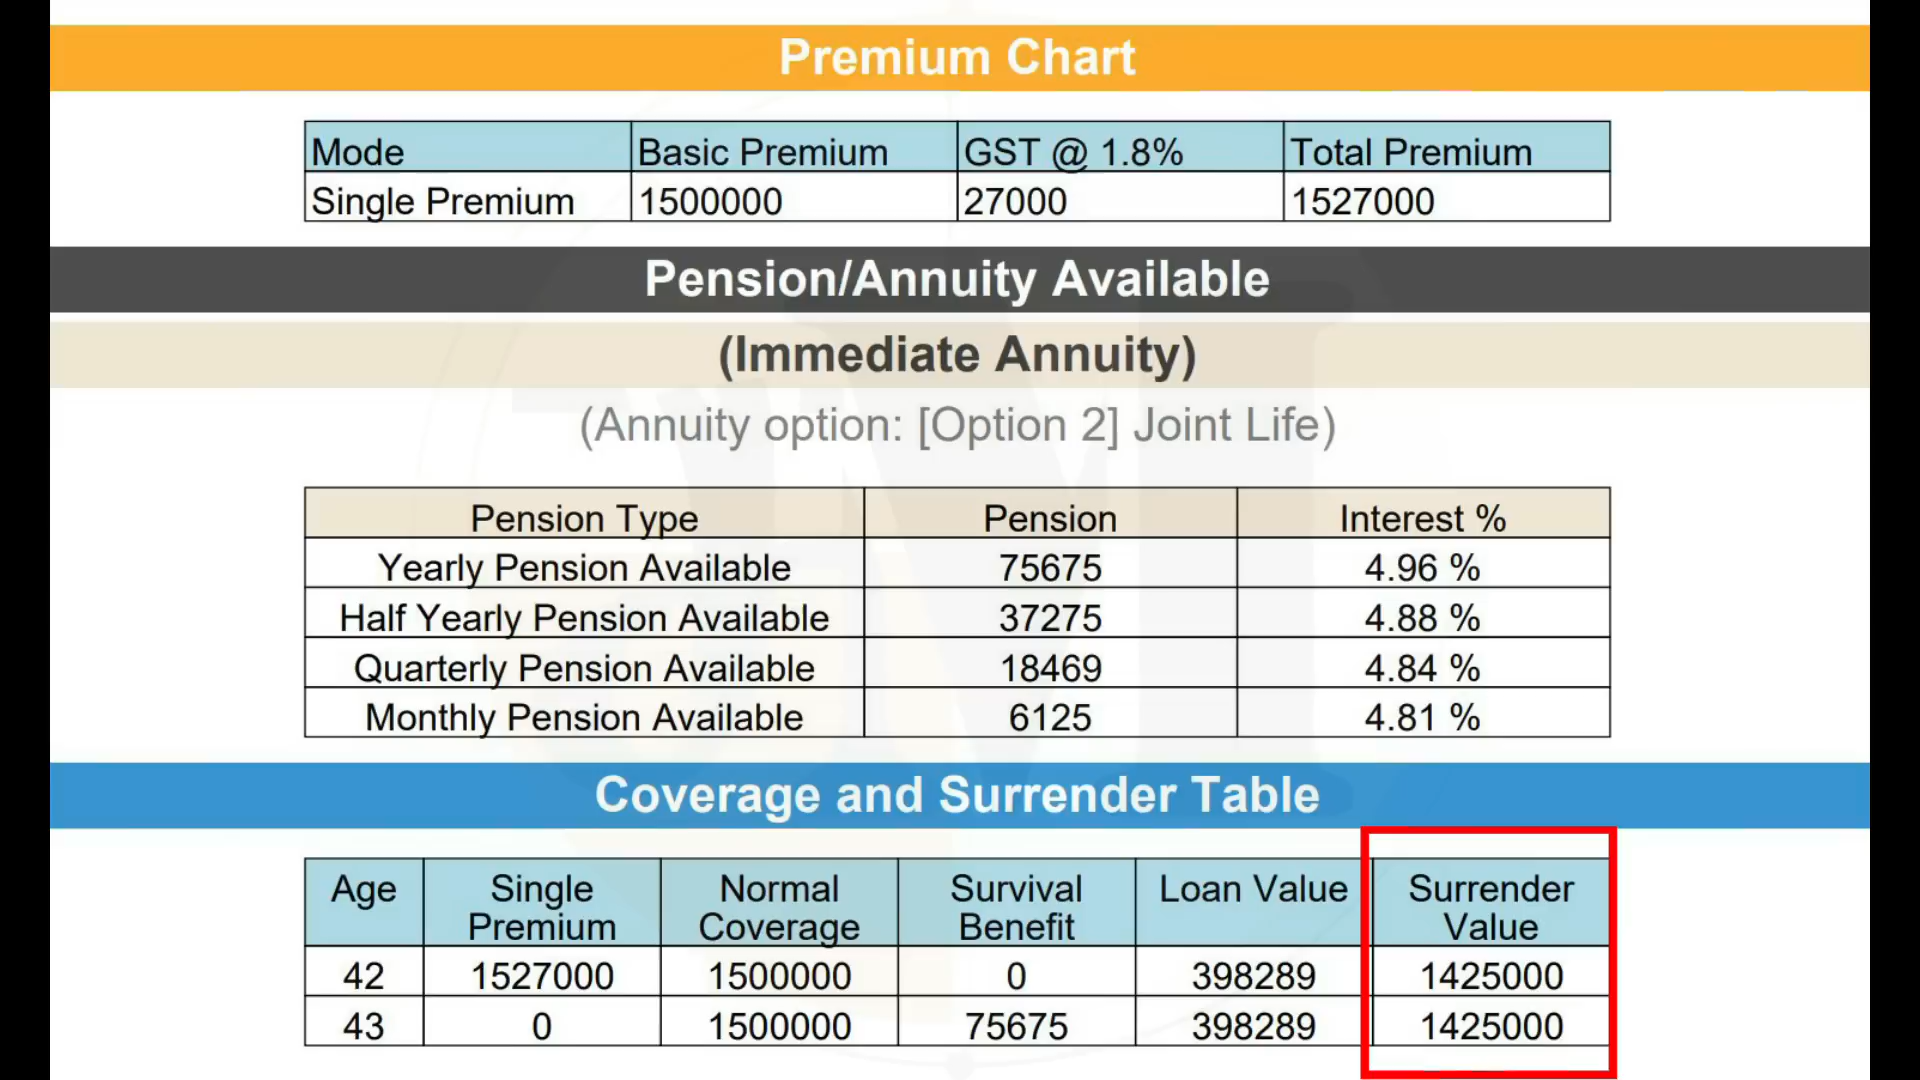 Premium Chart
Mode Basic Premium GST @ 1.8% Total Premium
Single Premium 1500000 27000 1527000
Pension/Annuity Available
(Immediate Annuity)
(Annuity option: [Option 2] Joint Life)
Pension Type Pension Interest %
Yearly Pension Available 75675 4.96 %
Half Yearly Pension Available 37275 4.88 %
Quarterly Pension Available 18469 4.84 %
Monthly Pension Available 6125 4.81 %
Coverage and Surrender Table
Age Single Premium Normal Coverage Survival Benefit Loan Value Surrender Value
42 1527000 1500000 0 398289 1425000
43 0 1500000 75675 398289 1425000